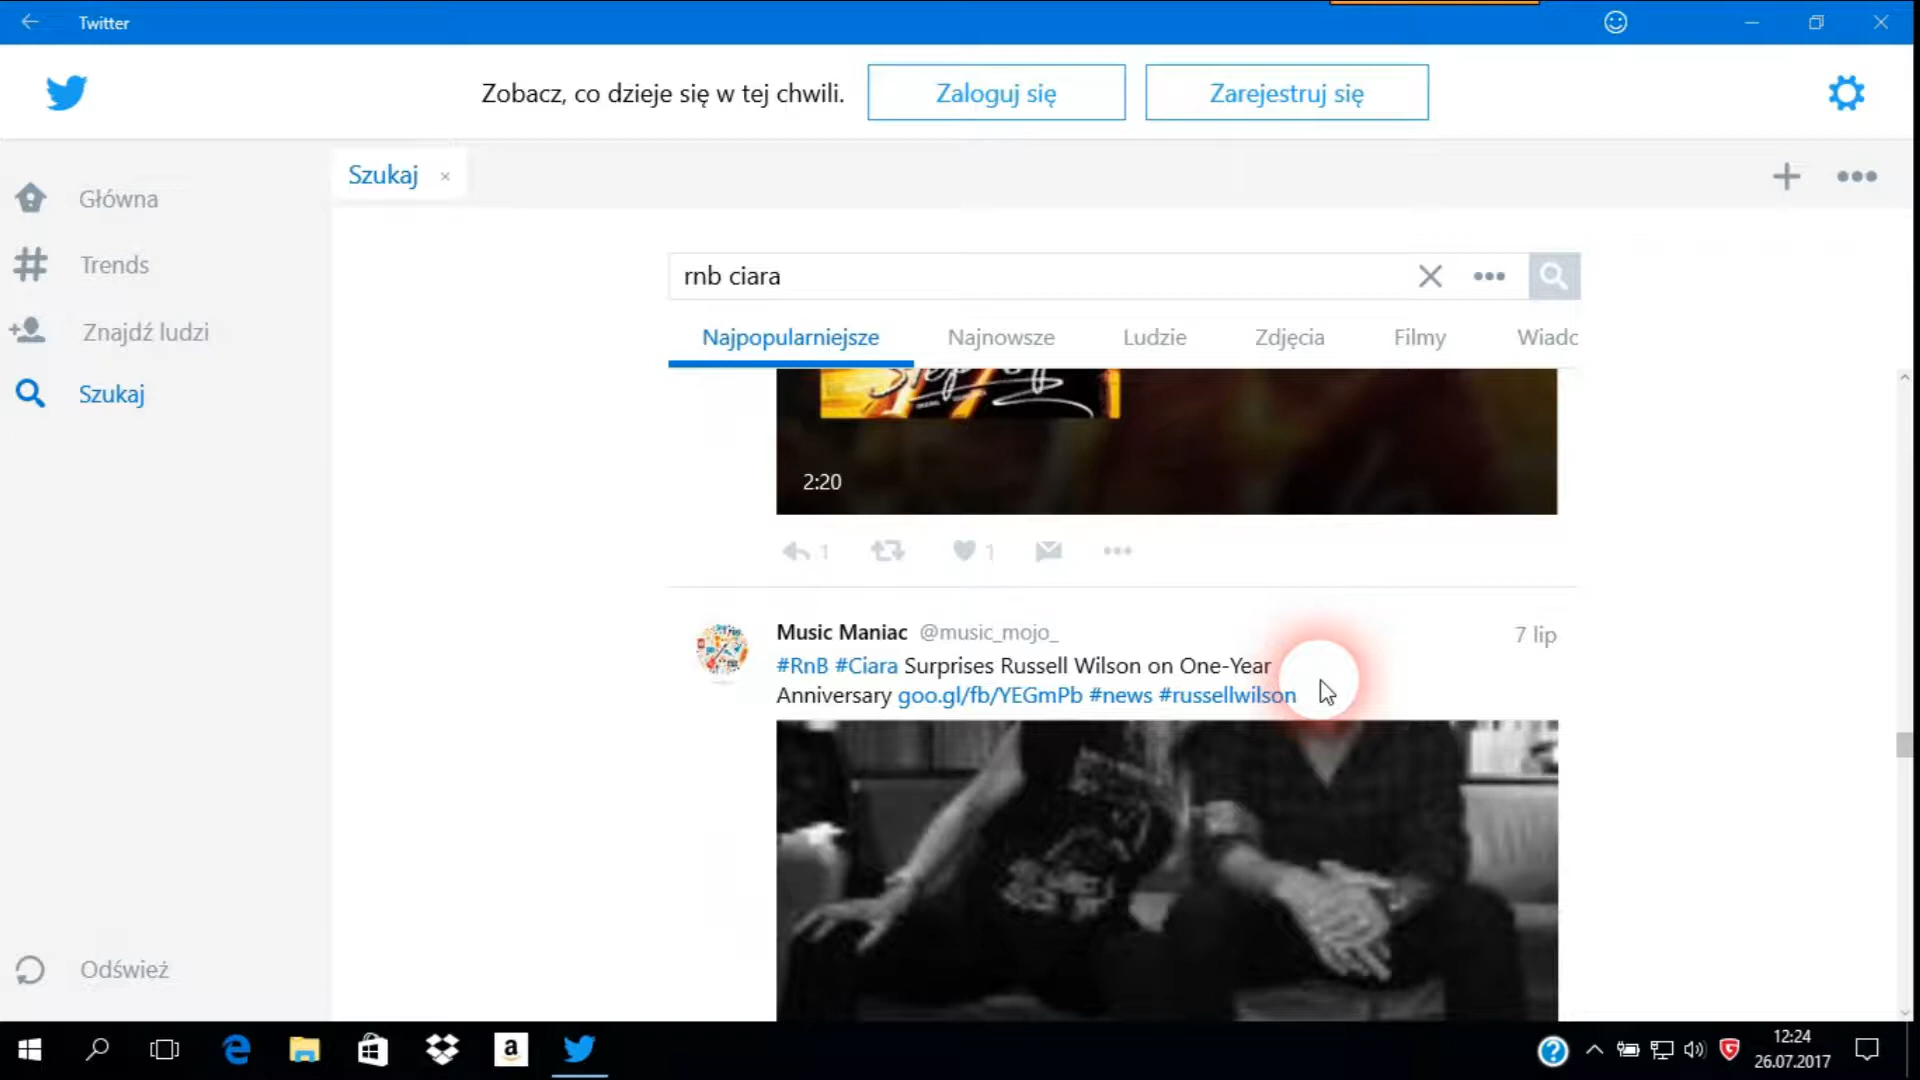 Twitter
Zobacz, co dzieje się w tej chwili.
Zaloguj się
Zarejestruj się
Szukaj
Główna
Trends
Znajdź ludzi
Szukaj
Odśwież
rnb ciara
Najpopularniejsze
Najnowsze
Ludzie
Zdjęcia
Filmy
Wiadc
Step Up
2:20
1
1
Music Maniac @music_mojo_
7 lip
#RnB #Ciara Surprises Russell Wilson on One-Year
Anniversary goo.gl/fb/YEGmPb #news #russellwilson
12:24
26.07.2017